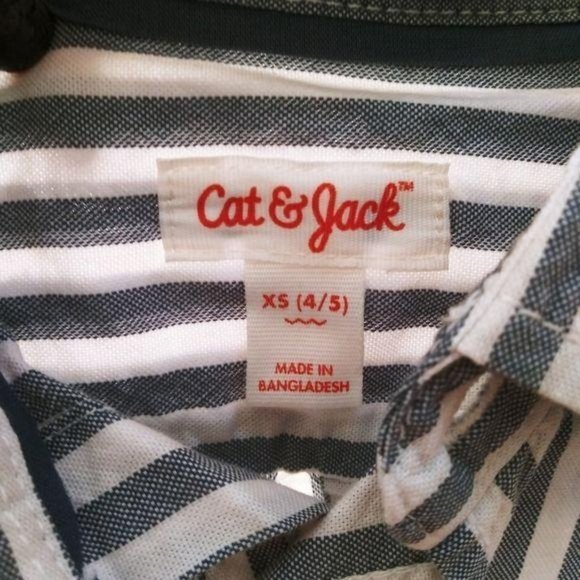 Cat & Jack™
XS (4/5)
MADE IN
BANGLADESH